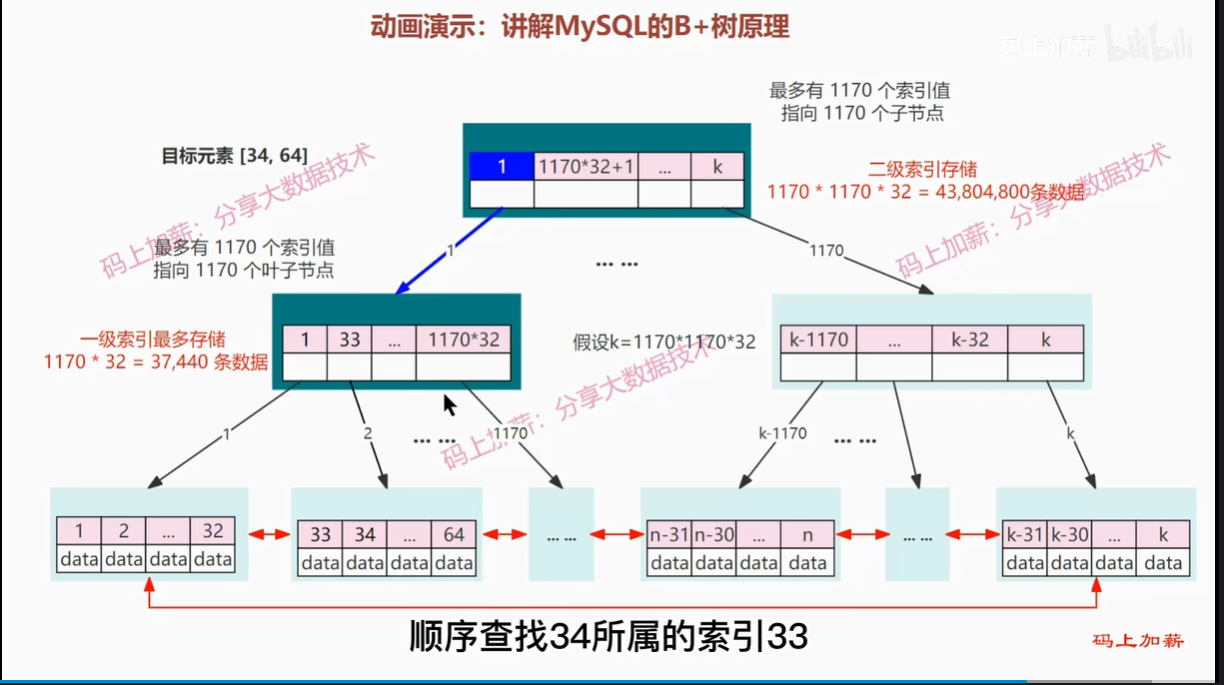 动画演示：讲解MySQL的B+树原理
码上加薪 bilibili
最多有 1170 个索引值
指向 1170 个子节点
目标元素 [34, 64]
1 1170*32+1 ... k
二级索引存储
1170 * 1170 * 32 = 43,804,800条数据
码上加薪：分享大数据技术
码上加薪：分享大数据技术
最多有 1170 个索引值
指向 1170 个叶子节点
1
... ...
1170
一级索引最多存储
1170 * 32 = 37,440 条数据
1 33 ... 1170*32
假设k=1170*1170*32
k-1170 ... k-32 k
码上加薪：分享大数据技术
1
2
... ...
1170
k-1170
... ...
k
1 2 ... 32
data data data data
33 34 ... 64
data data data data
... ...
n-31 n-30 ... n
data data data data
... ...
k-31 k-30 ... k
data data data data
顺序查找34所属的索引33
码上加薪